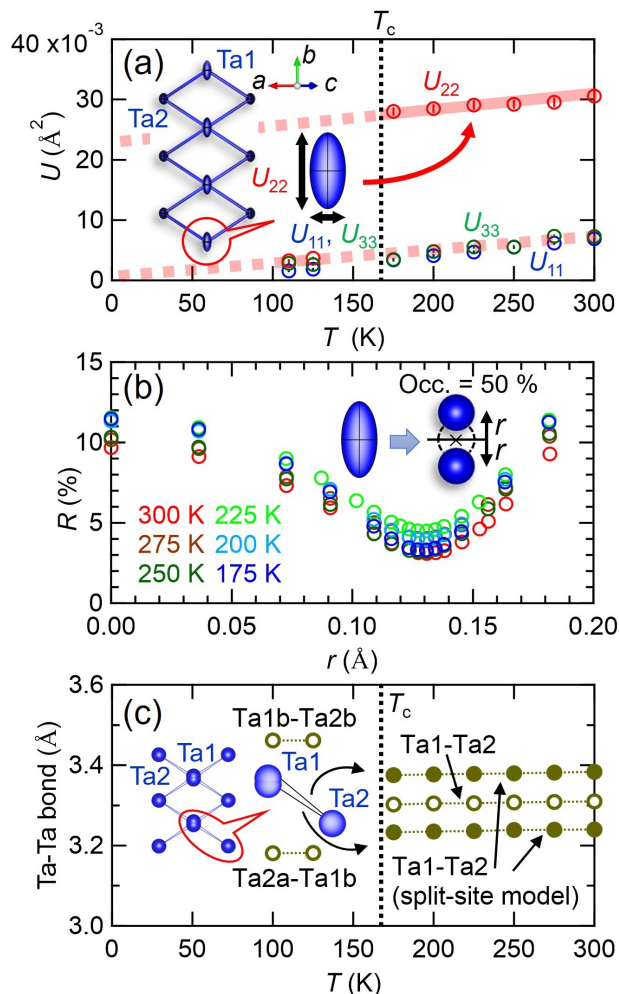 40 x10⁻³
30
20
10
0
U (Å²)
(a)
Ta1
Ta2
a
b
c
T_c
U₂₂
U₂₂
U₁₁, U₃₃
U₃₃
U₁₁
0 50 100 150 200 250 300
T (K)
15
10
5
0
R (%)
(b)
Occ. = 50 %
r
r
300 K 225 K
275 K 200 K
250 K 175 K
0.00 0.05 0.10 0.15 0.20
r (Å)
3.6
3.4
3.2
3.0
Ta-Ta bond (Å)
(c)
Ta1b-Ta2b
T_c
Ta1
Ta2
Ta1
Ta2
Ta2a-Ta1b
Ta1-Ta2
Ta1-Ta2
(split-site model)
0 50 100 150 200 250 300
T (K)